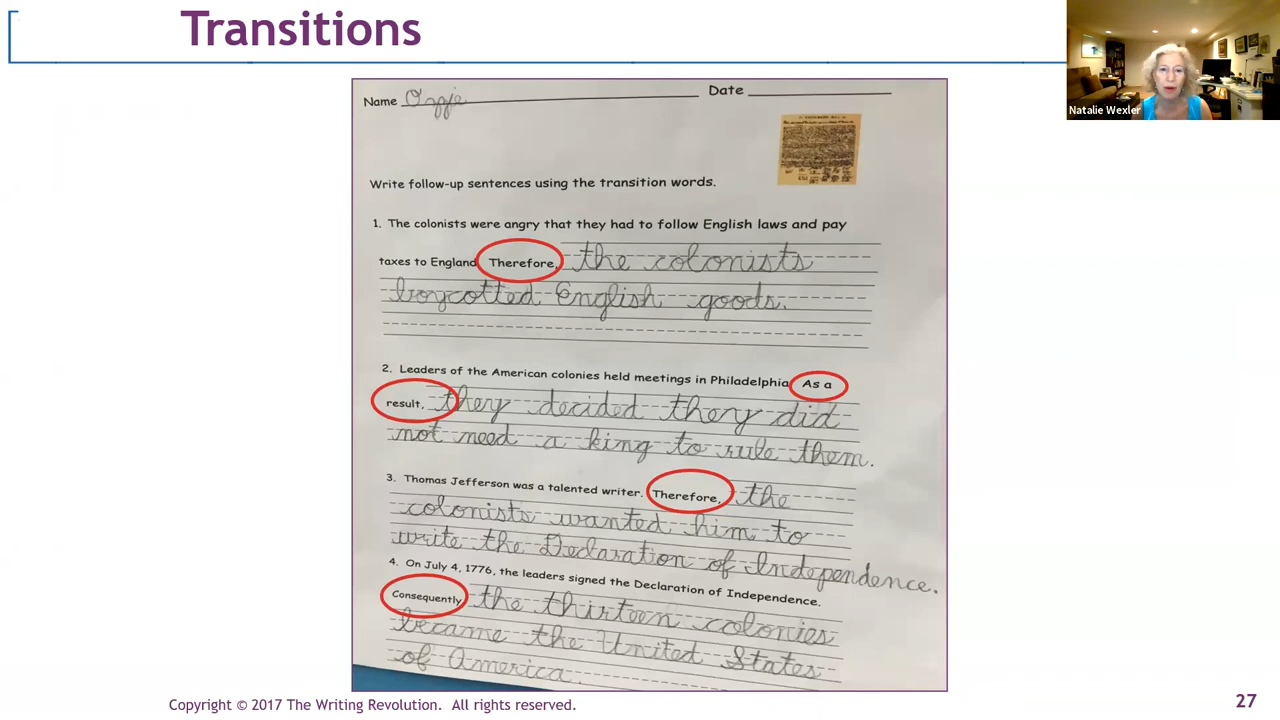 Transitions
Natalie Wexler
Name Ozzie Date
Write follow-up sentences using the transition words.
1. The colonists were angry that they had to follow English laws and pay
taxes to England. Therefore, the colonists
boycotted English goods.
2. Leaders of the American colonies held meetings in Philadelphia. As a
result, they decided they did
not need a king to rule them.
3. Thomas Jefferson was a talented writer. Therefore, the
colonists wanted him to
write the Declaration of Independence.
4. On July 4, 1776, the leaders signed the Declaration of Independence.
Consequently the thirteen colonies
became the United States
of America.
Copyright © 2017 The Writing Revolution. All rights reserved.
27